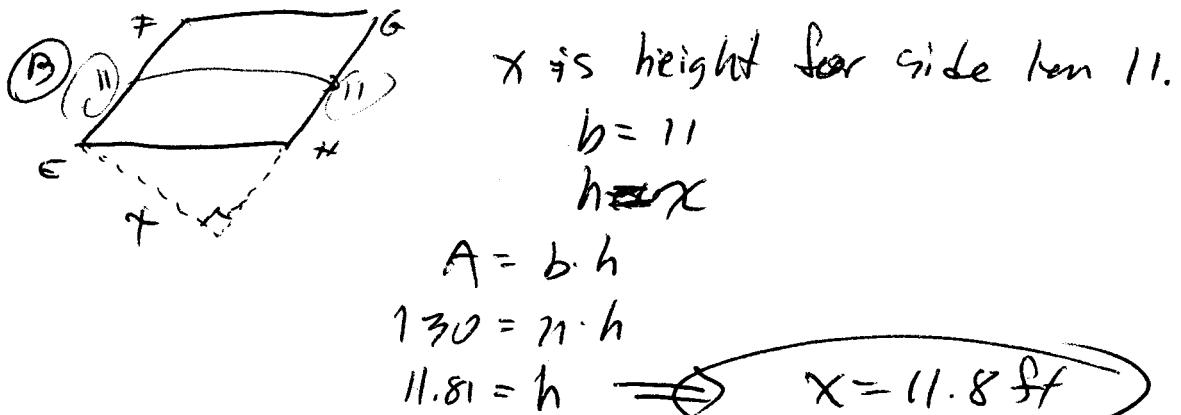 F G
B 11 11
E H
x
x is height for side len 11.
b = 11
h = x
A = b·h
130 = 11·h
11.81 = h ⇒ x = 11.8 ft